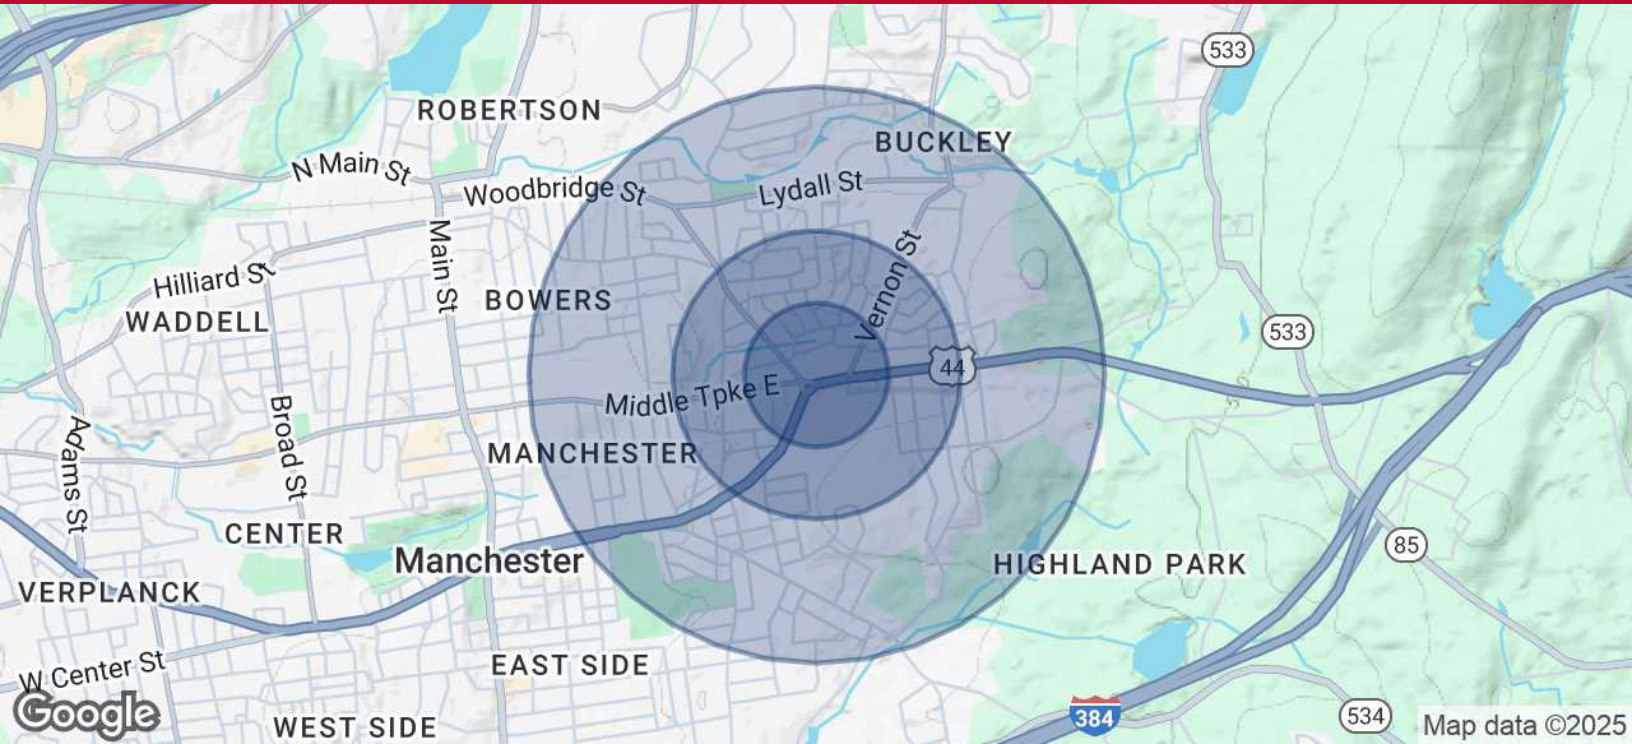 533
ROBERTSON
BUCKLEY
N Main St
Woodbridge St
Lydall St
Main St
Vernon St
Hilliard St
BOWERS
WADDELL
533
44
Middle Tpke E
Broad St
Adams St
MANCHESTER
50
CENTER
Manchester
85
HIGHLAND PARK
VERPLANCK
EAST SIDE
W Center St
Google
WEST SIDE
384
534
Map data ©2025